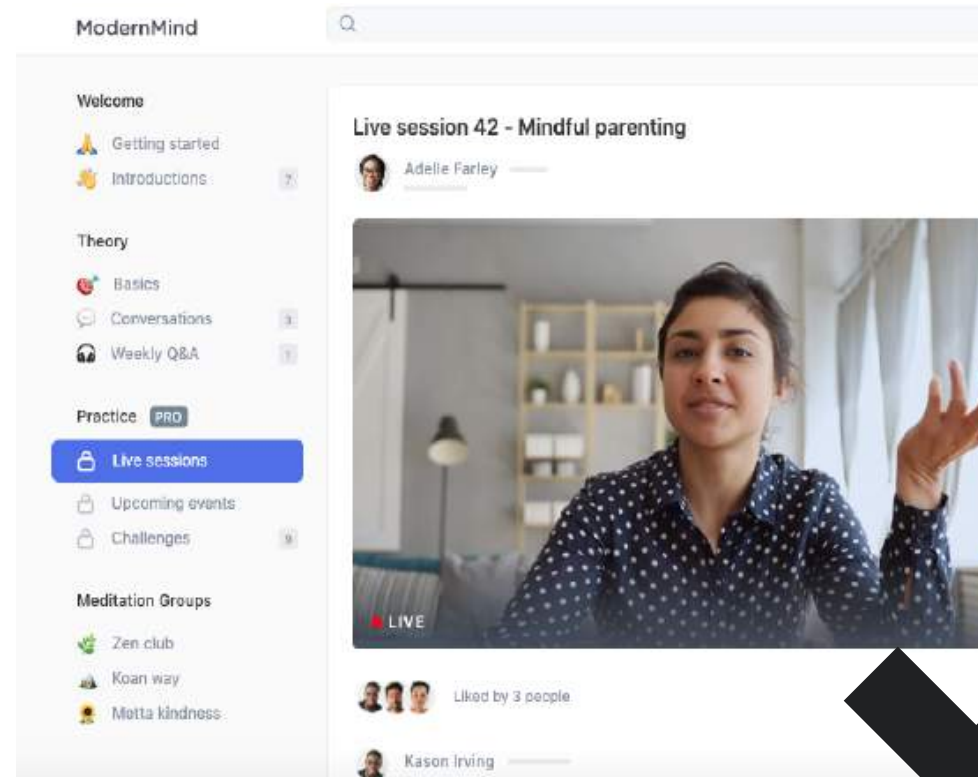 ModernMind
Welcome
Getting started
Introductions 7
Theory
Basics
Conversations 3
Weekly Q&A 1
Practice PRO
Live sessions
Upcoming events
Challenges 9
Meditation Groups
Zen club
Koan way
Metta kindness
Live session 42 - Mindful parenting
Adelle Farley
LIVE
Liked by 3 people
Kason Irving